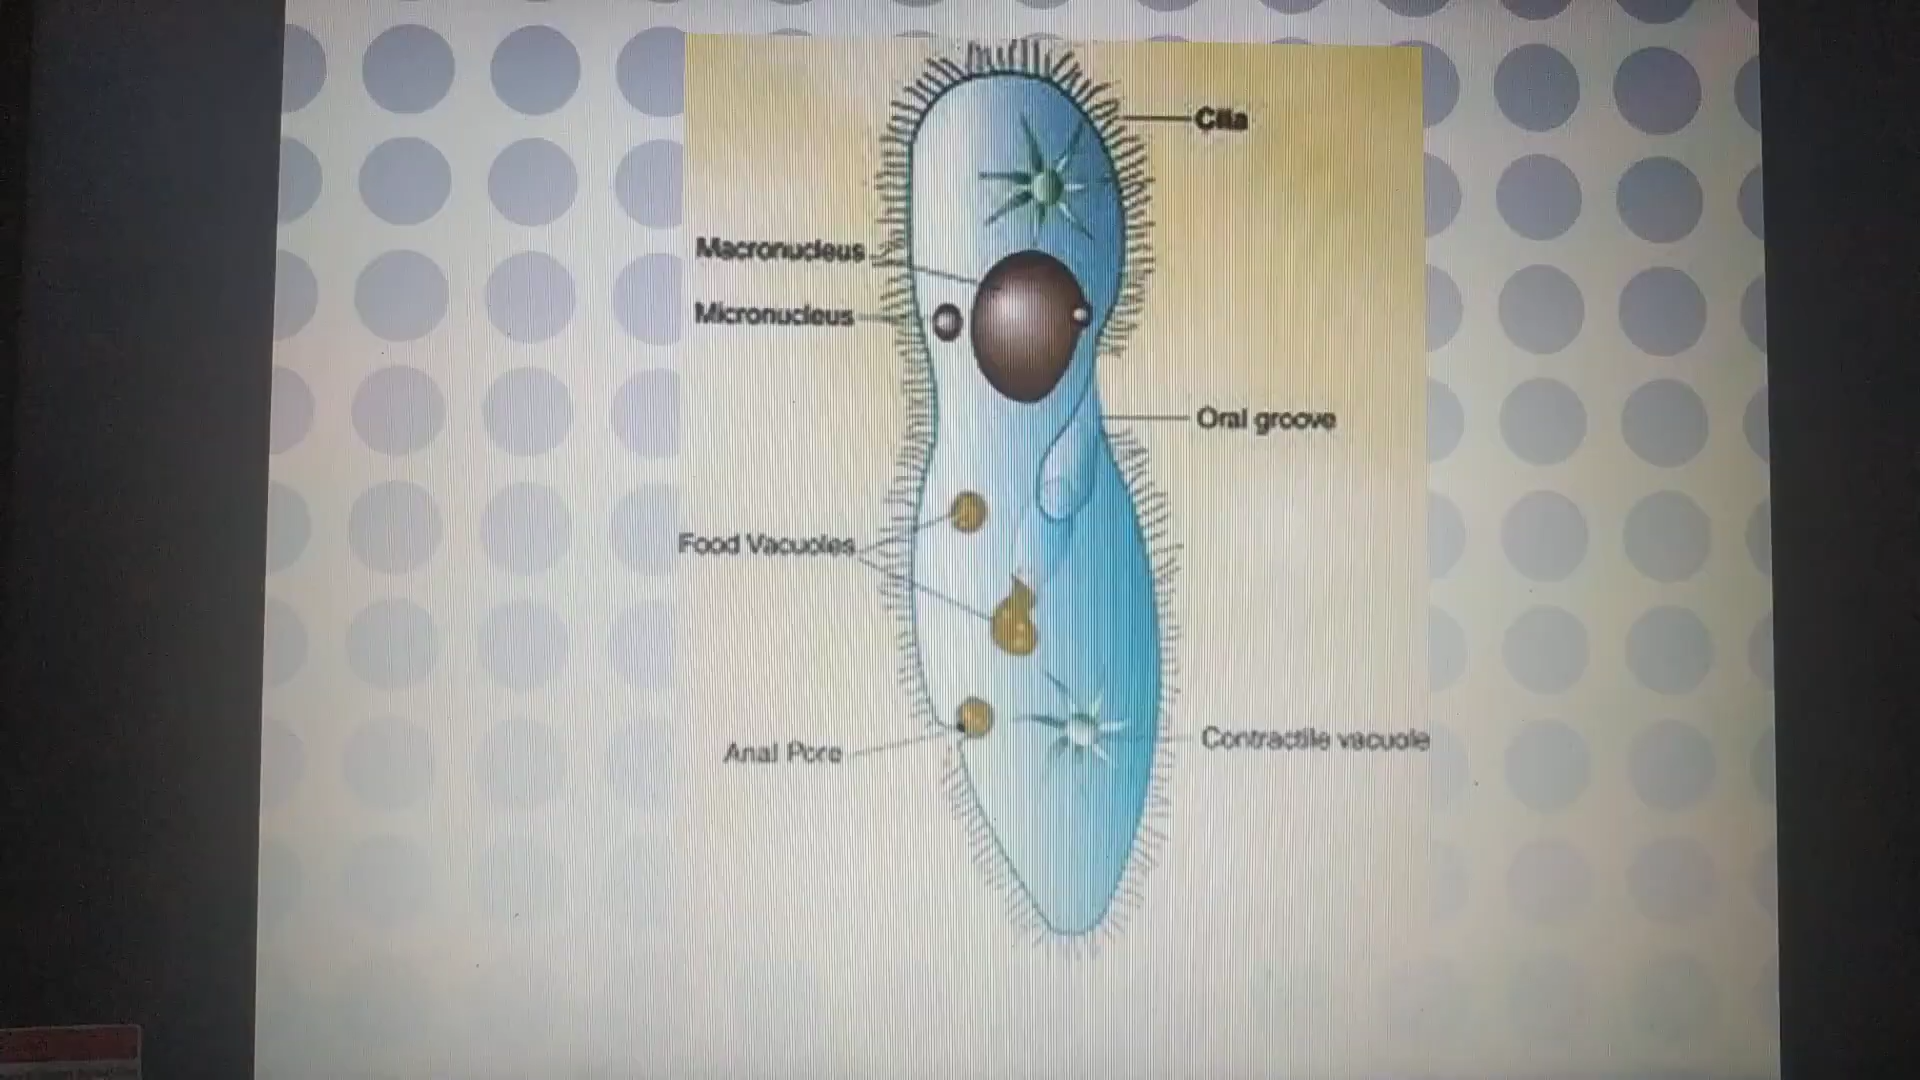 Cilia
Macronucleus
Micronucleus
Oral groove
Food Vacuoles
Contractile vacuole
Anal Pore